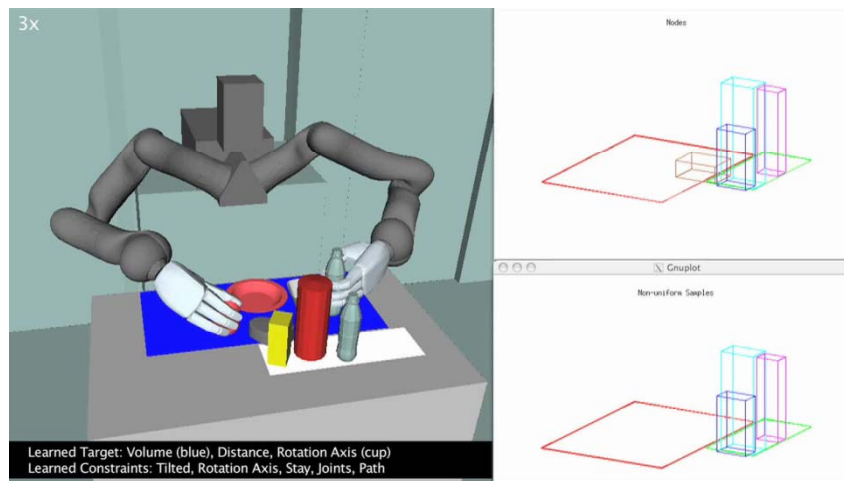 3x
Nodes
Gnuplot
Non-uniform Samples
Learned Target: Volume (blue), Distance, Rotation Axis (cup)
Learned Constraints: Tilted, Rotation Axis, Stay, Joints, Path